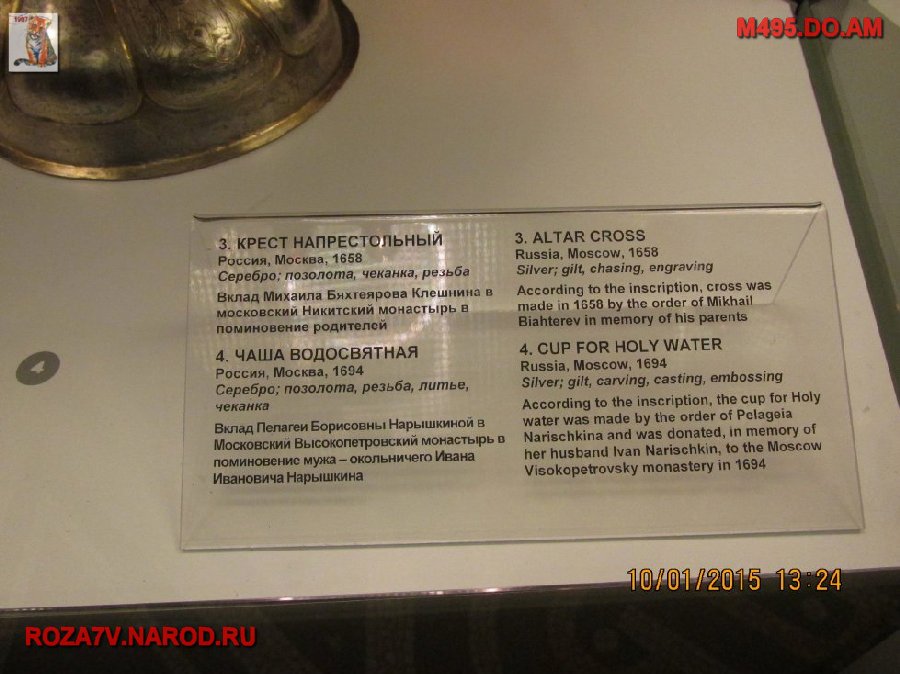 1987
M495.DO.AM
3. КРЕСТ НАПРЕСТОЛЬНЫЙ
Россия, Москва, 1658
Серебро; позолота, чеканка, резьба
Вклад Михаила Бяхтеярова Клешнина в
московский Никитский монастырь в
поминовение родителей
4. ЧАША ВОДОСВЯТНАЯ
Россия, Москва, 1694
Серебро; позолота, резьба, литье,
чеканка
Вклад Пелагеи Борисовны Нарышкиной в
Московский Высокопетровский монастырь в
поминовение мужа – окольничего Ивана
Ивановича Нарышкина
3. ALTAR CROSS
Russia, Moscow, 1658
Silver; gilt, chasing, engraving
According to the inscription, cross was
made in 1658 by the order of Mikhail
Biahterev in memory of his parents
4. CUP FOR HOLY WATER
Russia, Moscow, 1694
Silver; gilt, carving, casting, embossing
According to the inscription, the cup for Holy
water was made by the order of Pelageia
Narischkina and was donated, in memory of
her husband Ivan Narischkin, to the Moscow
Visokopetrovsky monastery in 1694
4
10/01/2015 13:24
ROZA7V.NAROD.RU